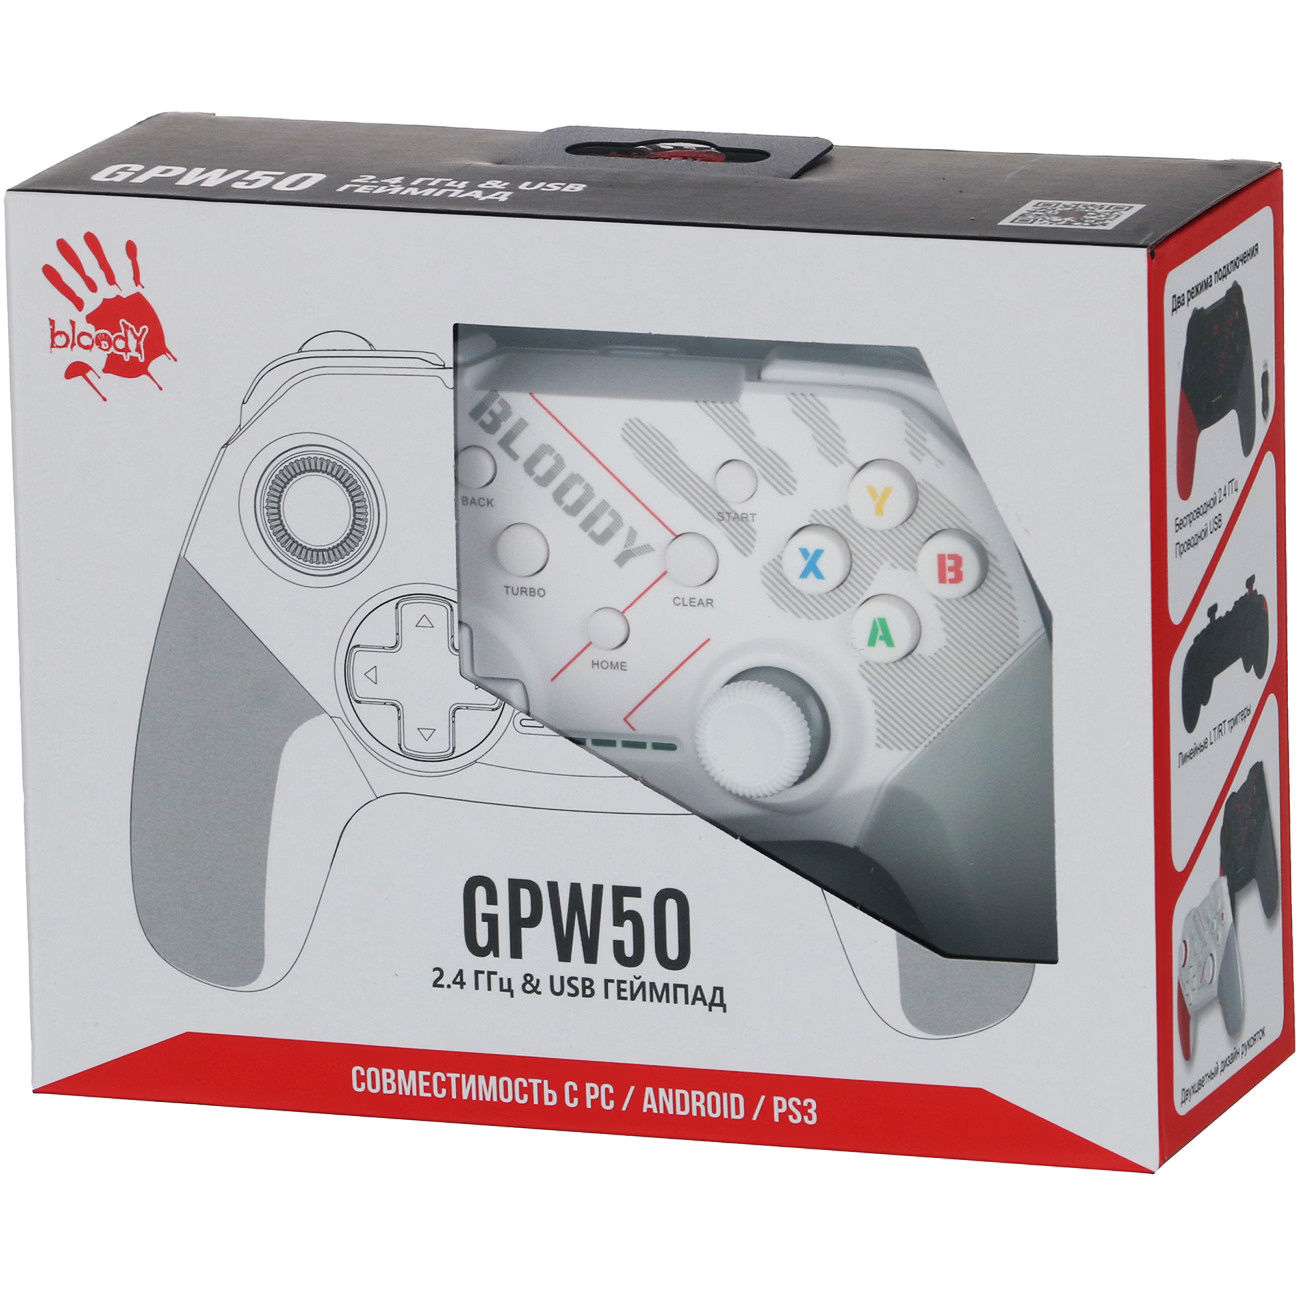 GPW50
2.4 ГГц & USB
ГЕЙМПАД
bloody
BLOODY
BACK
START
TURBO
CLEAR
HOME
Y
X
B
A
GPW50
2.4 ГГц & USB ГЕЙМПАД
СОВМЕСТИМОСТЬ С PC / ANDROID / PS3
Два режима подключения
Беспроводной 2.4 ГГц
Проводной USB
Линейные LT/RT триггеры
Двухцветный дизайн рукояток